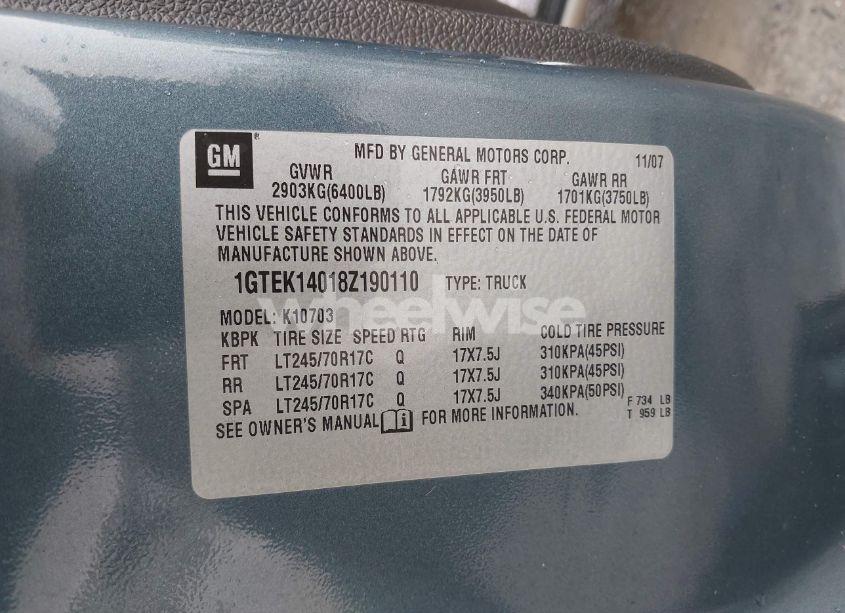 GM ®
MFD BY GENERAL MOTORS CORP. 11/07
GVWR GAWR FRT GAWR RR
2903KG(6400LB) 1792KG(3950LB) 1701KG(3750LB)
THIS VEHICLE CONFORMS TO ALL APPLICABLE U.S. FEDERAL MOTOR
VEHICLE SAFETY STANDARDS IN EFFECT ON THE DATE OF
MANUFACTURE SHOWN ABOVE.
1GTEK14018Z190110 TYPE: TRUCK
wheelwise
MODEL: K10703
KBPK TIRE SIZE SPEED RTG RIM COLD TIRE PRESSURE
FRT LT245/70R17C Q 17X7.5J 310KPA(45PSI)
RR LT245/70R17C Q 17X7.5J 310KPA(45PSI)
SPA LT245/70R17C Q 17X7.5J 340KPA(50PSI)
F 734 LB
T 959 LB
SEE OWNER'S MANUAL i FOR MORE INFORMATION.